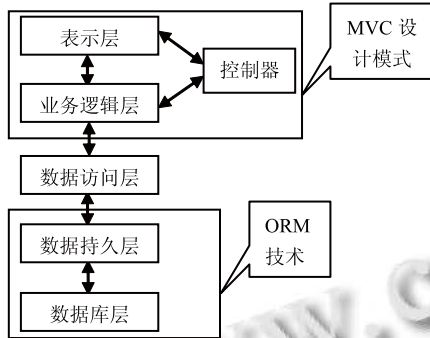 表示层
控制器
业务逻辑层
MVC 设
计模式
数据访问层
数据持久层
数据库层
ORM
技术